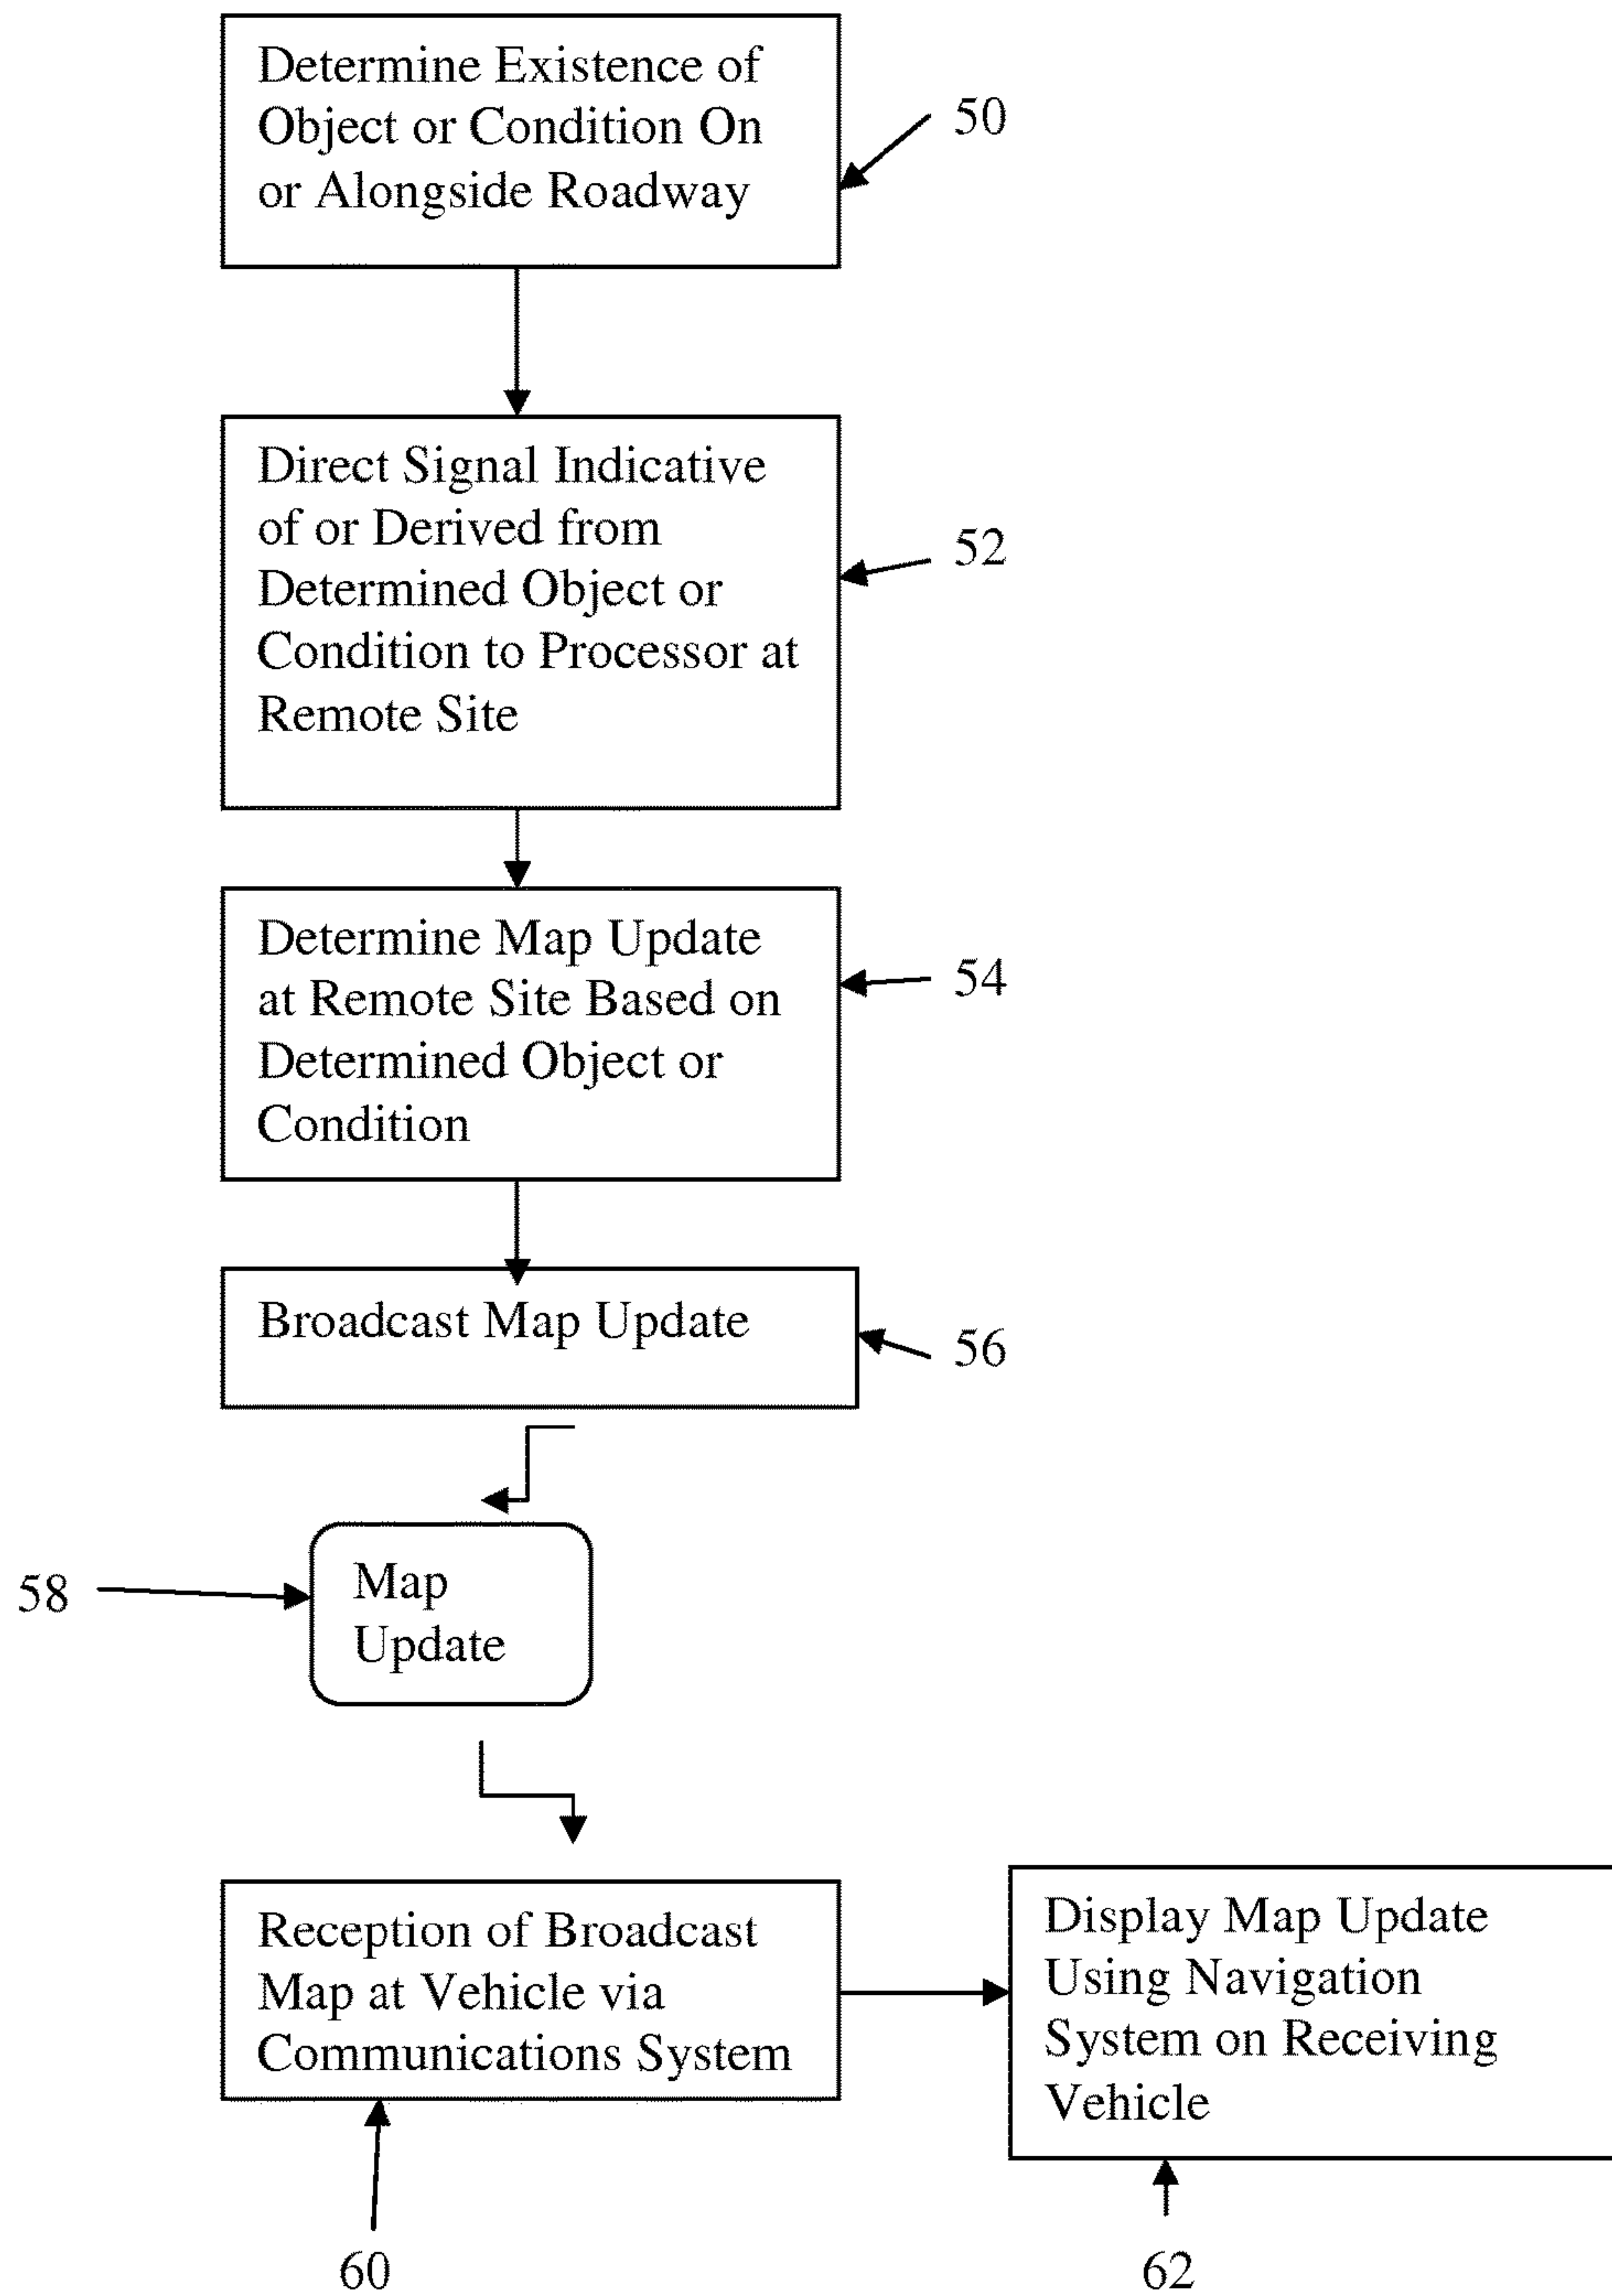 Determine Existence of
Object or Condition On
or Alongside Roadway
50
Direct Signal Indicative
of or Derived from
Determined Object or
Condition to Processor at
Remote Site
52
Determine Map Update
at Remote Site Based on
Determined Object or
Condition
54
Broadcast Map Update
56
58
Map
Update
Reception of Broadcast
Map at Vehicle via
Communications System
60
Display Map Update
Using Navigation
System on Receiving
Vehicle
62